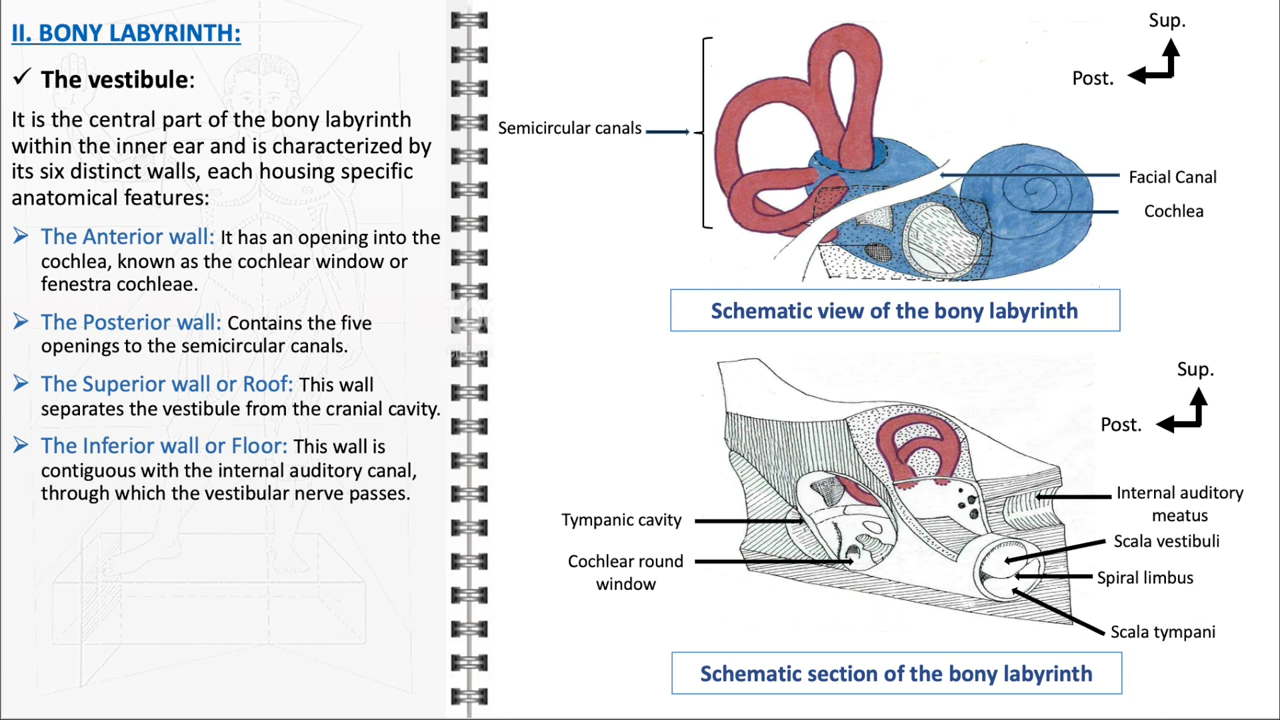 II. BONY LABYRINTH:
✓ The vestibule:
It is the central part of the bony labyrinth
within the inner ear and is characterized by
its six distinct walls, each housing specific
anatomical features:
➢ The Anterior wall: It has an opening into the
cochlea, known as the cochlear window or
fenestra cochleae.
➢ The Posterior wall: Contains the five
openings to the semicircular canals.
➢ The Superior wall or Roof: This wall
separates the vestibule from the cranial cavity.
➢ The Inferior wall or Floor: This wall is
contiguous with the internal auditory canal,
through which the vestibular nerve passes.
Sup.
Post.
Semicircular canals
Facial Canal
Cochlea
Schematic view of the bony labyrinth
Sup.
Post.
Tympanic cavity
Cochlear round
window
Internal auditory
meatus
Scala vestibuli
Spiral limbus
Scala tympani
Schematic section of the bony labyrinth